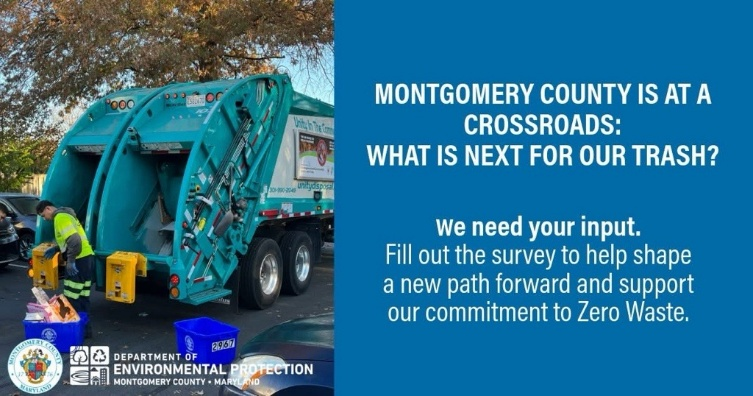 MONTGOMERY COUNTY IS AT A
CROSSROADS:
WHAT IS NEXT FOR OUR TRASH?
We need your input.
Fill out the survey to help shape
a new path forward and support
our commitment to Zero Waste.
Unity In The
unitydisposal
2967
MONTGOMERY COUNTY
MARYLAND
DEPARTMENT OF
ENVIRONMENTAL PROTECTION
MONTGOMERY COUNTY • MARYLAND